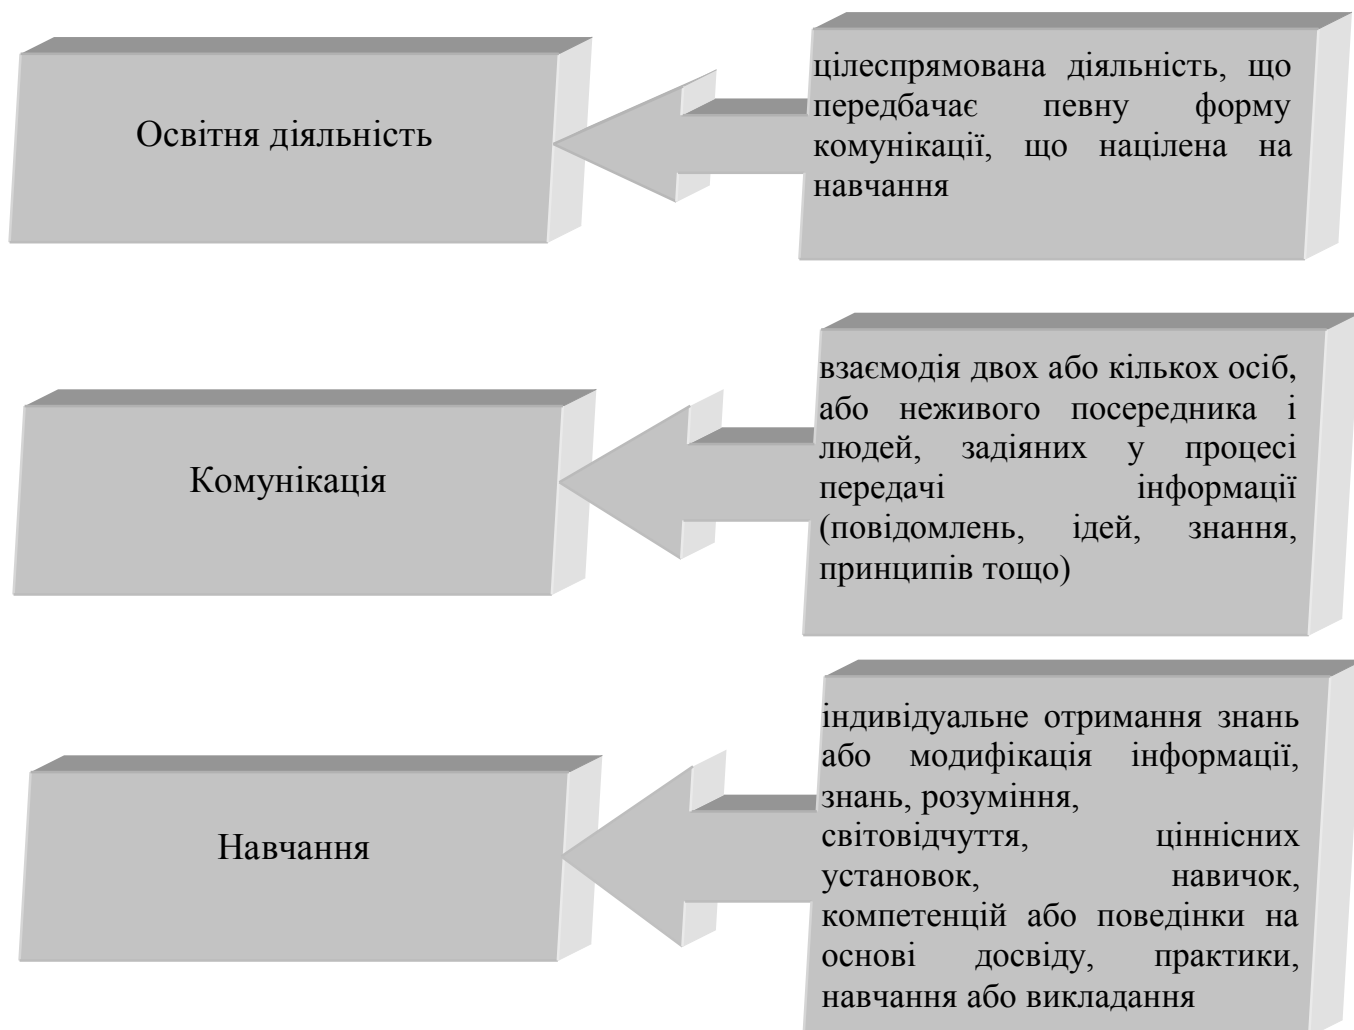 Освітня діяльність
цілеспрямована діяльність, що
передбачає певну форму
комунікації, що націлена на
навчання
Комунікація
взаємодія двох або кількох осіб,
або неживого посередника і
людей, задіяних у процесі
передачі інформації
(повідомлень, ідей, знання,
принципів тощо)
Навчання
індивідуальне отримання знань
або модифікація інформації,
знань, розуміння,
світовідчуття, ціннісних
установок, навичок,
компетенцій або поведінки на
основі досвіду, практики,
навчання або викладання